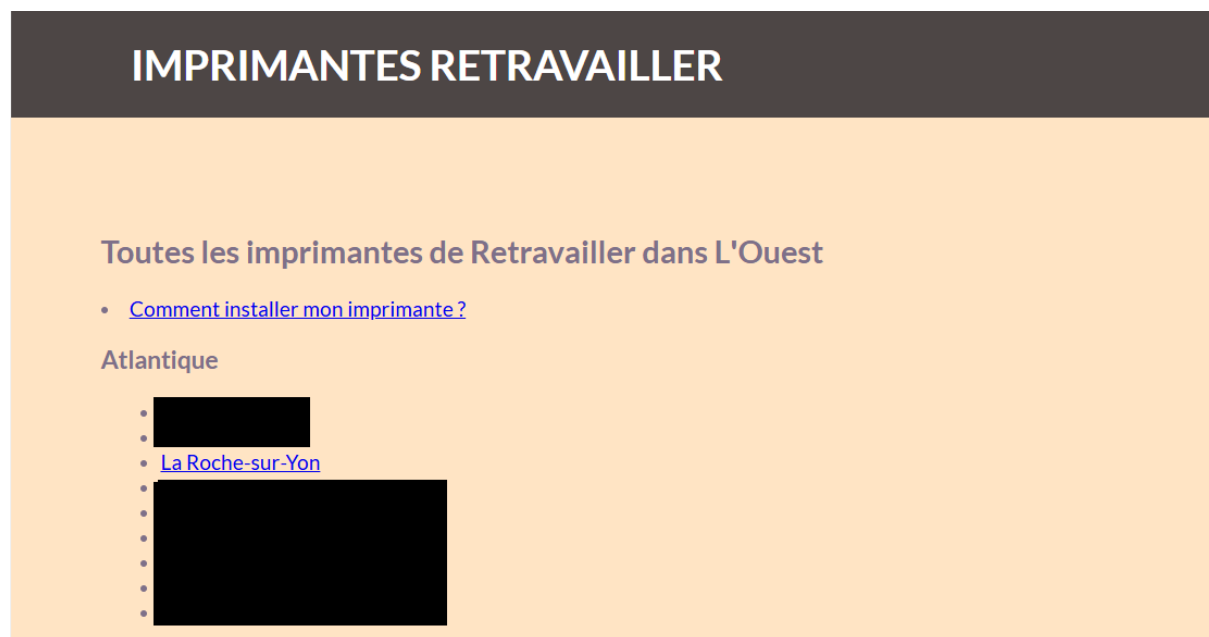 IMPRIMANTES RETRAVAILLER
Toutes les imprimantes de Retravailler dans L'Ouest
Comment installer mon imprimante ?
Atlantique
La Roche-sur-Yon